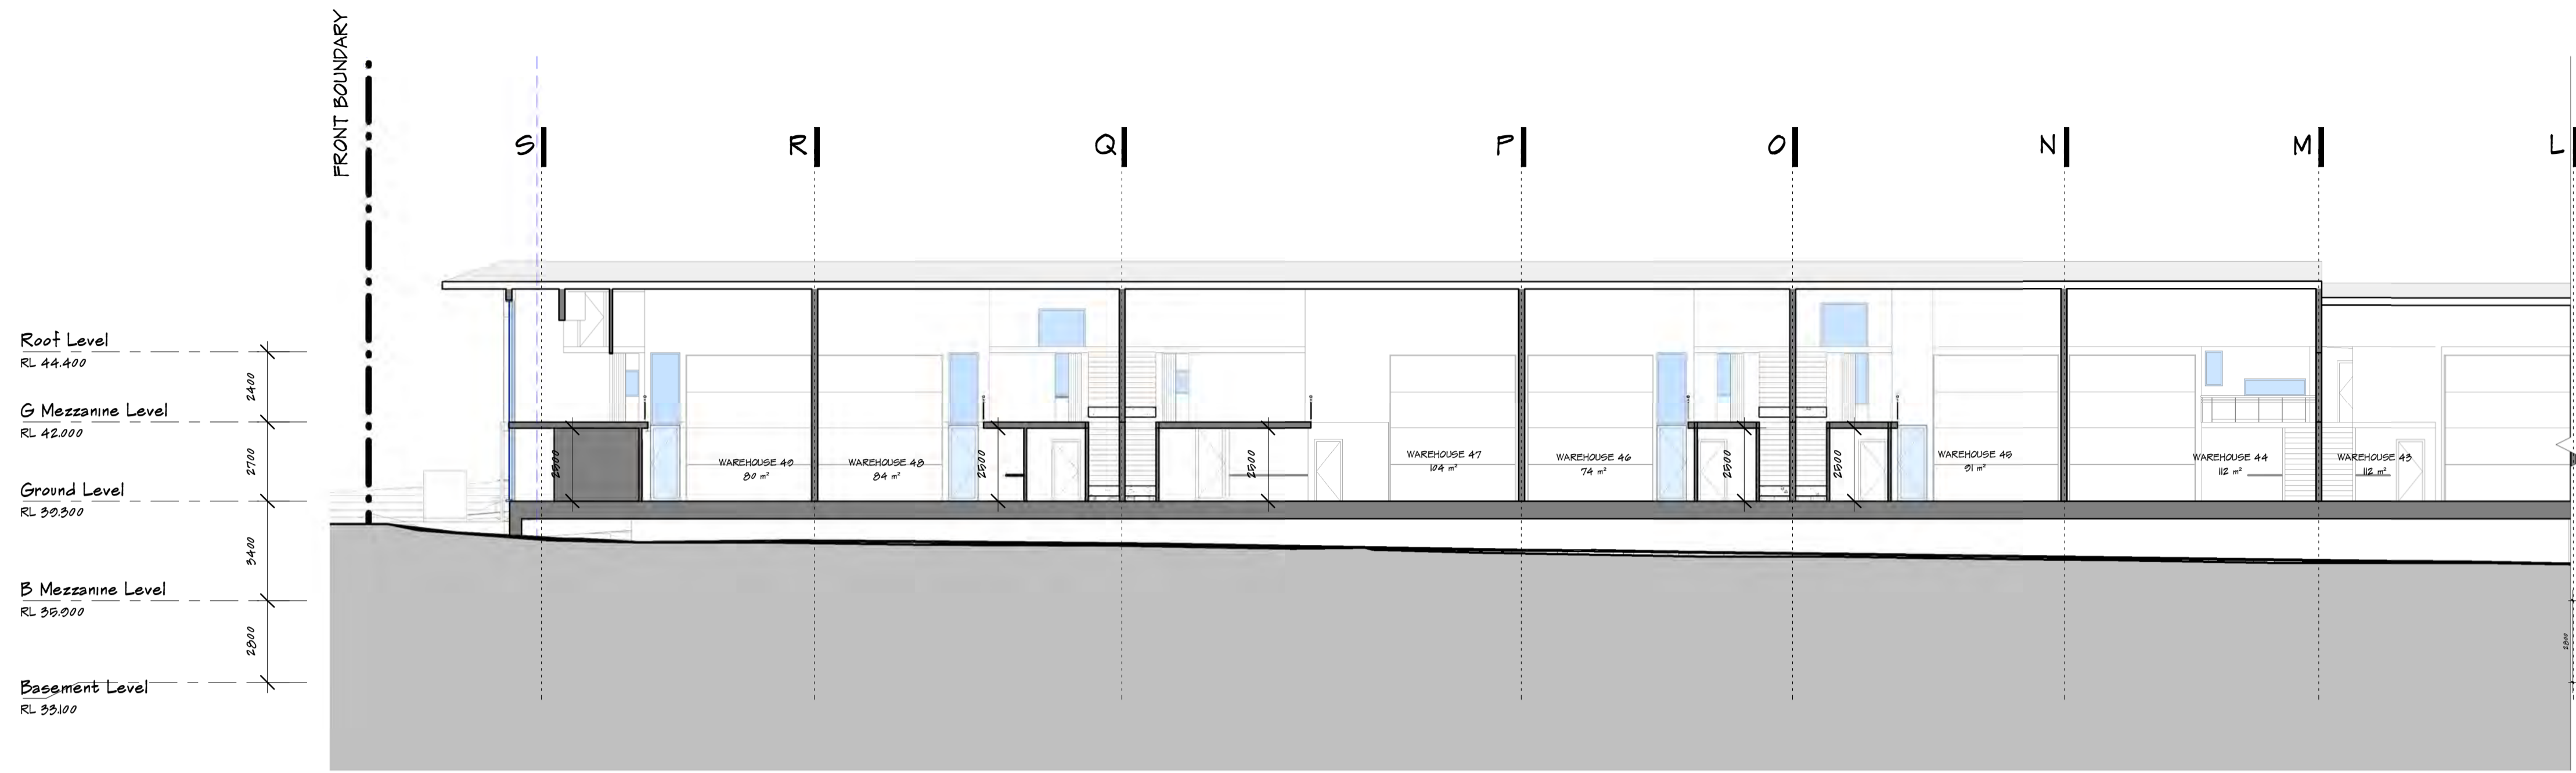 FRONT BOUNDARY
S
R
Q
P
O
N
M
L
Roof Level
RL 44.400
2400
G Mezzanine Level
RL 42.000
2700
Ground Level
RL 39.300
3400
B Mezzanine Level
RL 35.900
2800
Basement Level
RL 33.100
2500
WAREHOUSE 49
80 m²
WAREHOUSE 48
84 m²
2500
2500
WAREHOUSE 47
104 m²
WAREHOUSE 46
74 m²
2500
2500
WAREHOUSE 45
91 m²
WAREHOUSE 44
112 m²
WAREHOUSE 43
112 m²
2800